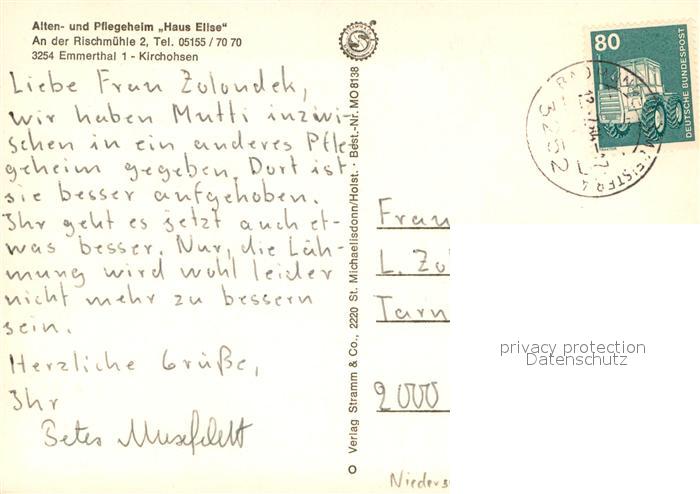 Alten- und Pflegeheim „Haus Elise“
An der Rischmühle 2, Tel. 05155 / 70 70
3254 Emmerthal 1 - Kirchohsen
Liebe Frau Zolondek,
wir haben Mutti inzwi-
schen in ein anderes Pfle-
geheim gegeben. Dort ist
sie besser aufgehoben.
Ihr geht es jetzt auch et-
was besser. Nur, die Läh-
mung wird wohl leider
nicht mehr zu bessern
sein.
Herzliche Grüße,
Ihr
© Verlag Stramm & Co., 2220 St. Michaelisdonn/Holst. · Best.-Nr. MO 8138
80
DEUTSCHE BUNDESPOST
3252
Frau
L. Zo
Tarn
2000
Nieders
privacy protection
Datenschutz